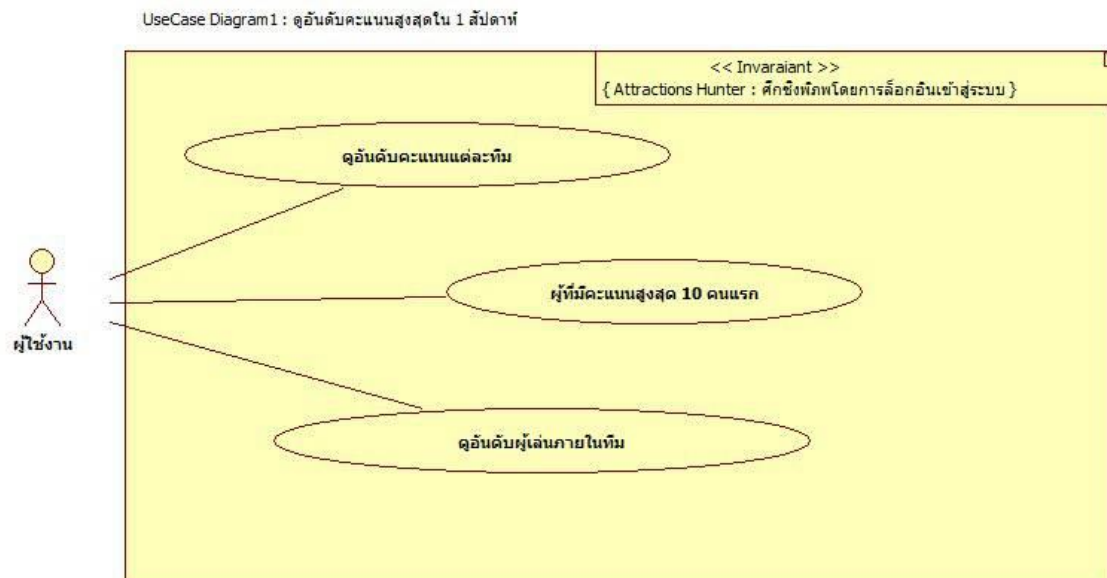 UseCase Diagram1 : ดูอันดับคะแนนสูงสุดใน 1 สัปดาห์
<< Invaraiant >>
{ Attractions Hunter : ศึกชิงพิภพโดยการล็อกอินเข้าสู่ระบบ }
ดูอันดับคะแนนแต่ละทีม
ผู้ที่มีคะแนนสูงสุด 10 คนแรก
ผู้ใช้งาน
ดูอันดับผู้เล่นภายในทีม